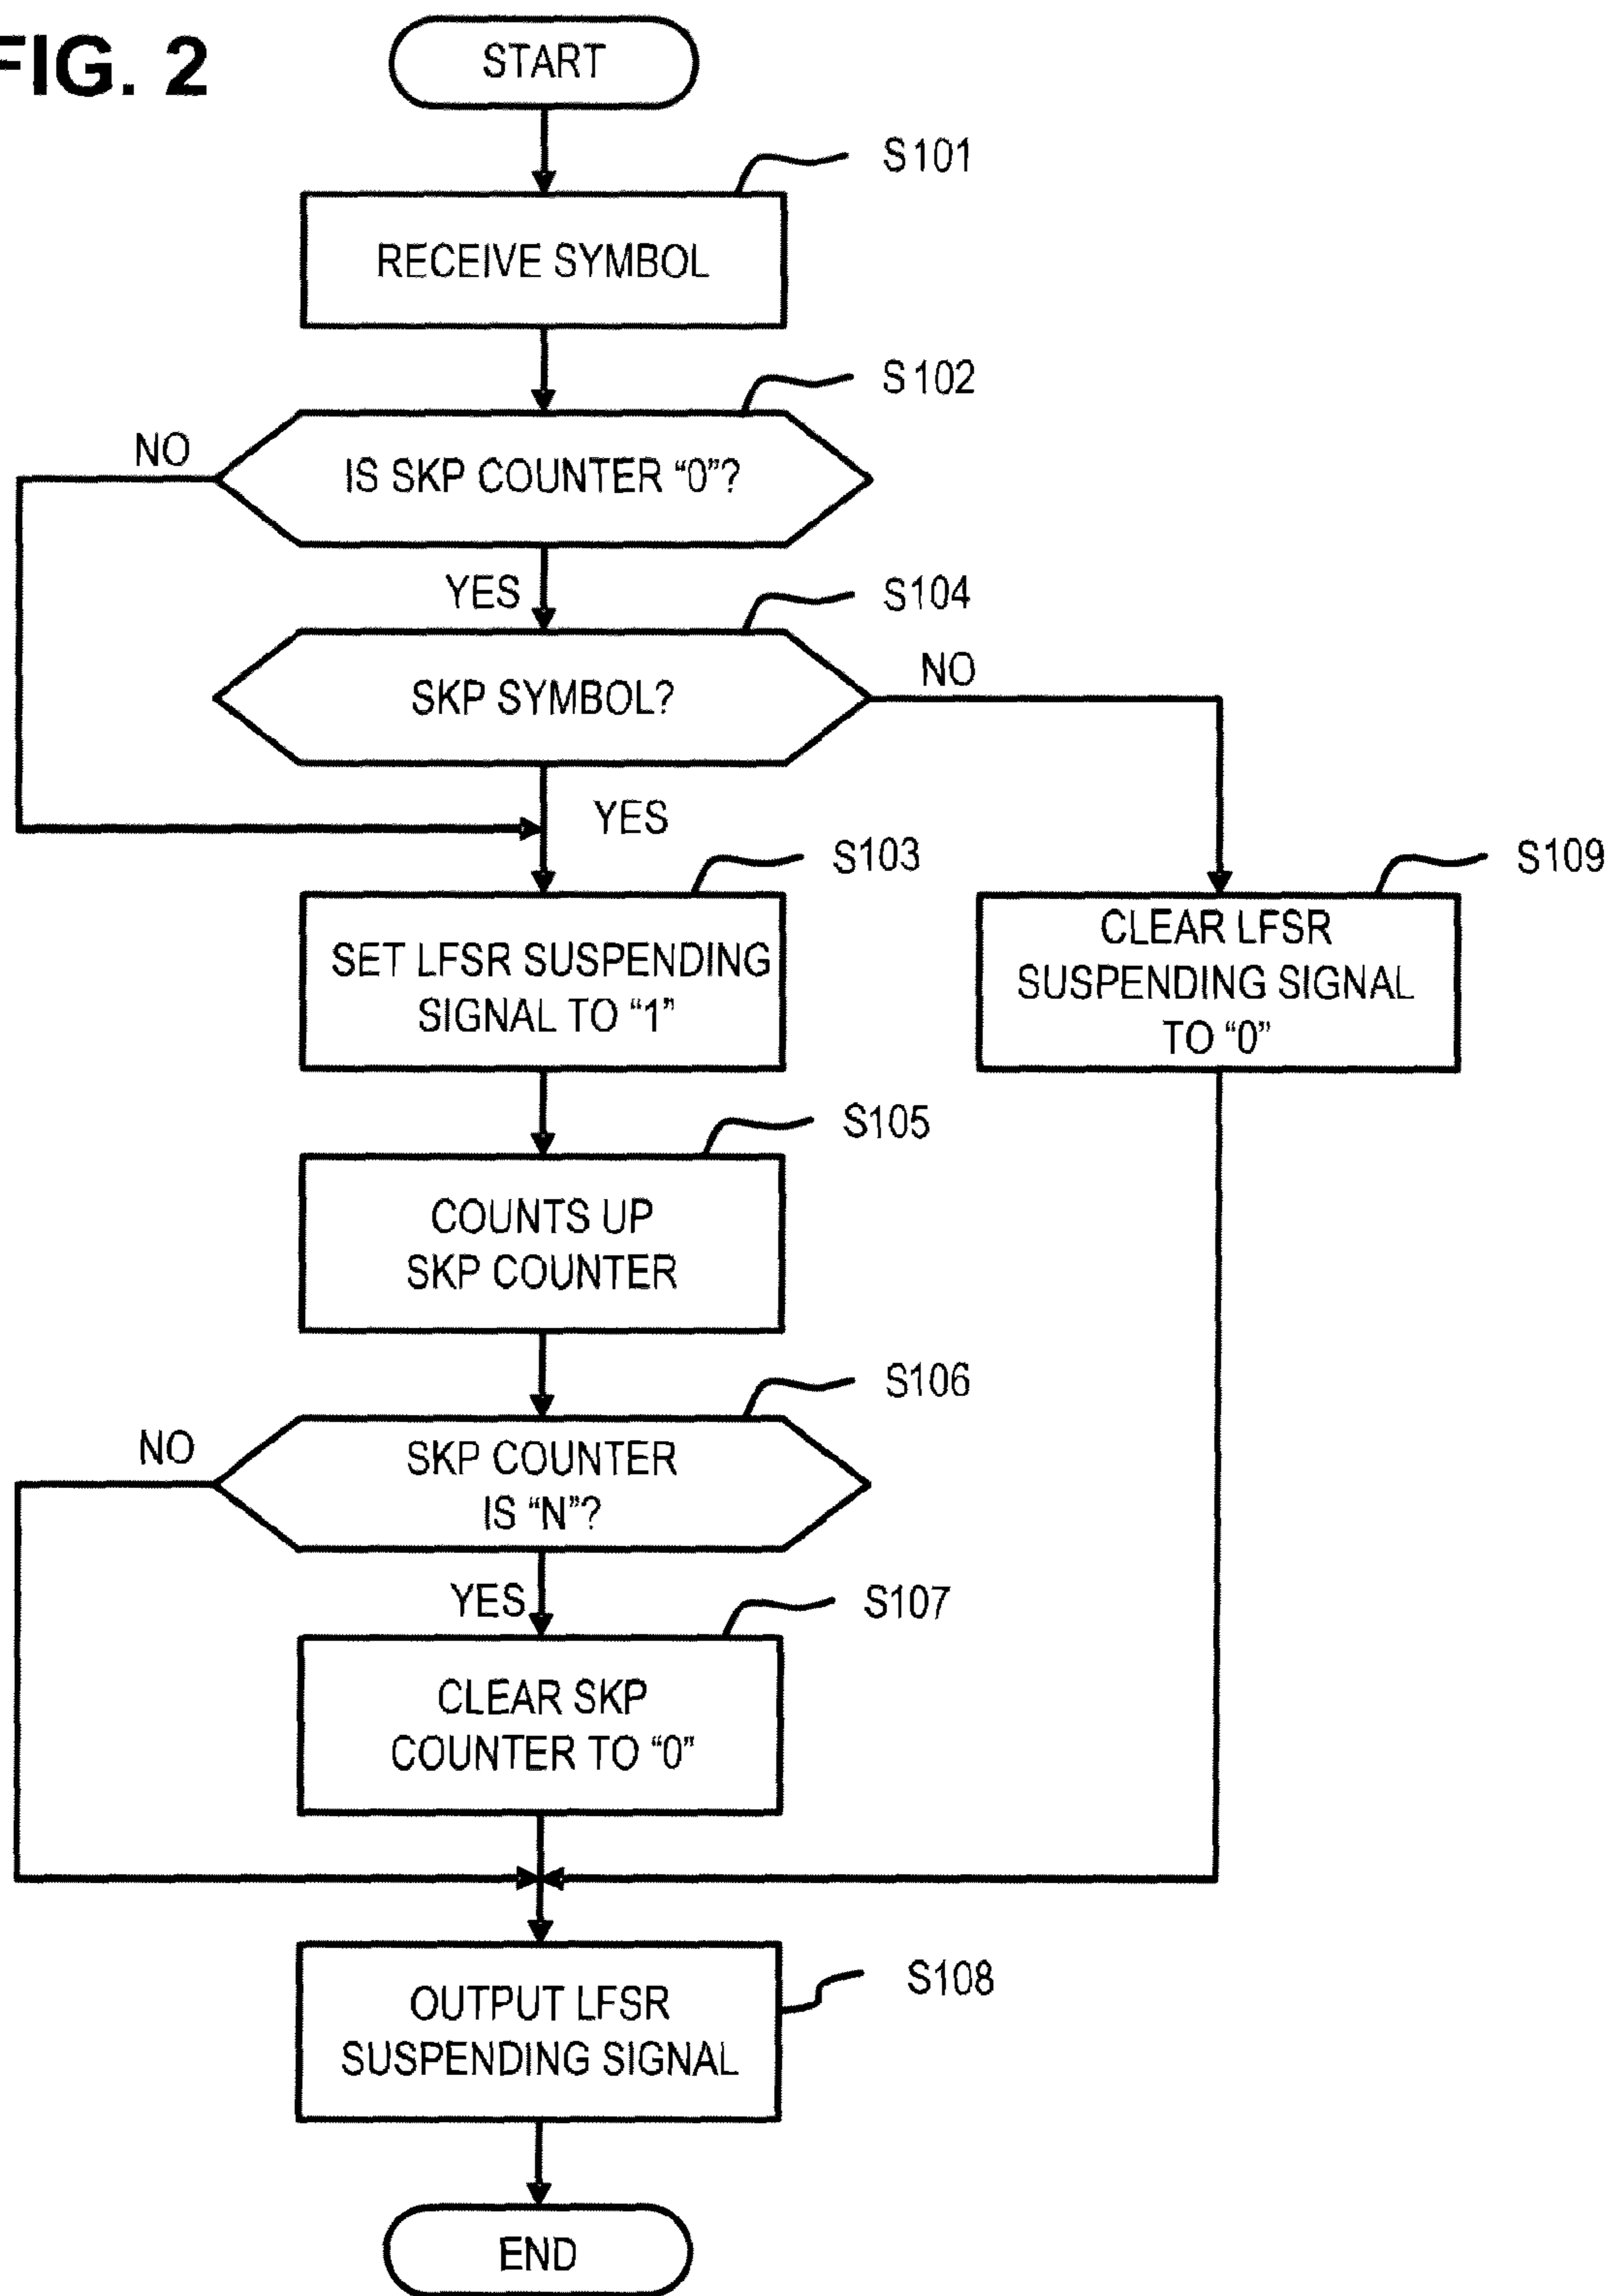 FIG. 2
START
S101
RECEIVE SYMBOL
S102
NO
IS SKP COUNTER “0”?
YES
S104
NO
SKP SYMBOL?
YES
S103
S109
SET LFSR SUSPENDING
SIGNAL TO “1”
CLEAR LFSR
SUSPENDING SIGNAL
TO “0”
S105
COUNTS UP
SKP COUNTER
S106
NO
SKP COUNTER
IS “N”?
YES
S107
CLEAR SKP
COUNTER TO “0”
S108
OUTPUT LFSR
SUSPENDING SIGNAL
END